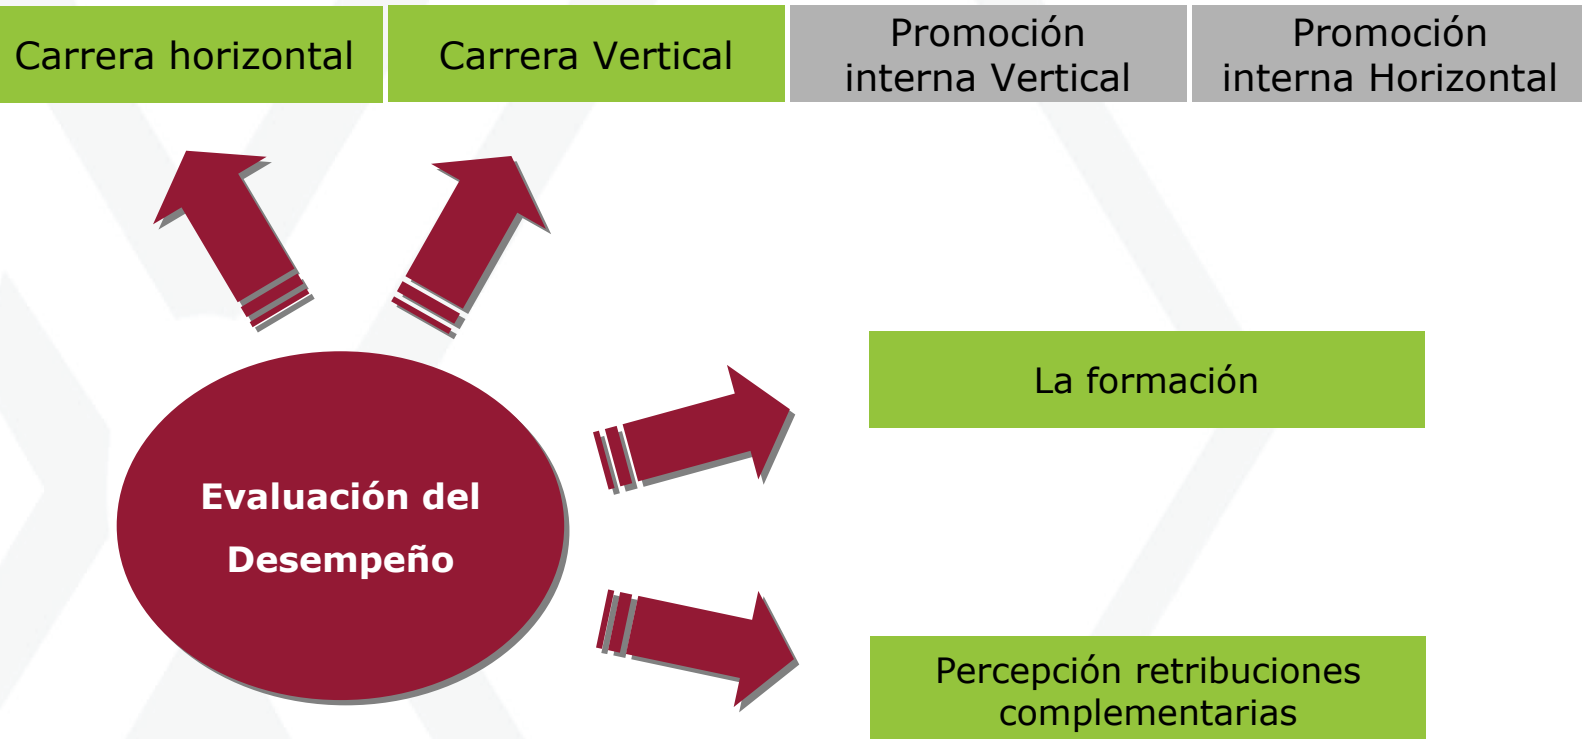 Carrera horizontal
Carrera Vertical
Promoción
interna Vertical
Promoción
interna Horizontal
La formación
Evaluación del
Desempeño
Percepción retribuciones
complementarias